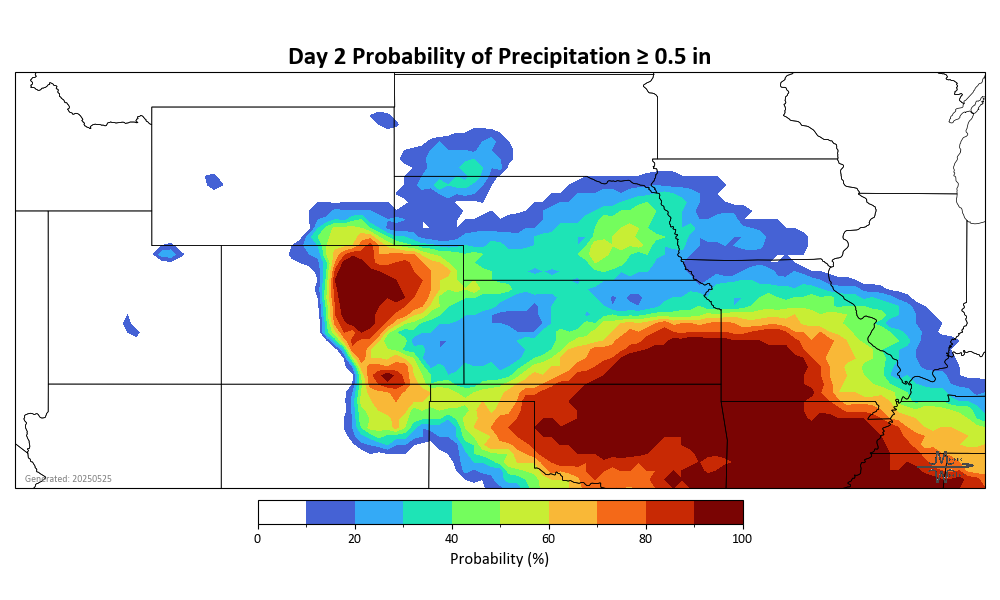 Day 2 Probability of Precipitation ≥ 0.5 in
Generated: 20250525
0 20 40 60 80 100
Probability (%)